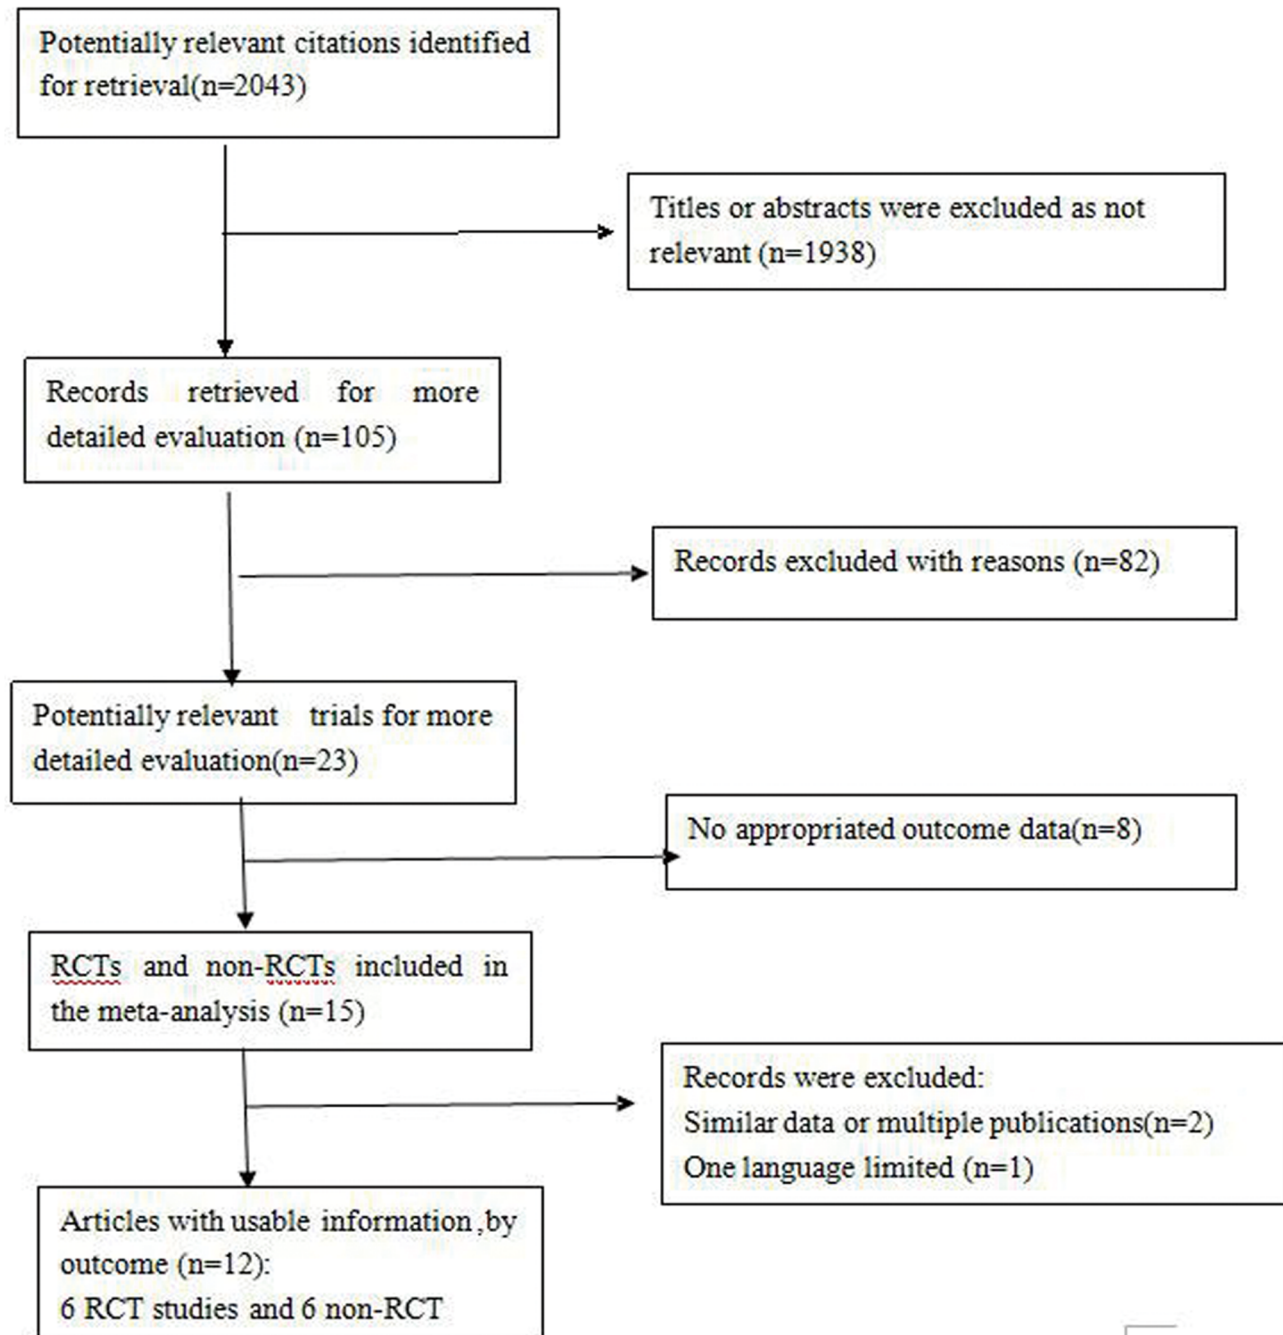 Potentially relevant citations identified
for retrieval(n=2043)
Titles or abstracts were excluded as not
relevant (n=1938)
Records retrieved for more
detailed evaluation (n=105)
Records excluded with reasons (n=82)
Potentially relevant trials for more
detailed evaluation(n=23)
No appropriated outcome data(n=8)
RCTs and non-RCTs included in
the meta-analysis (n=15)
Records were excluded:
Similar data or multiple publications(n=2)
One language limited (n=1)
Articles with usable information,by
outcome (n=12):
6 RCT studies and 6 non-RCT